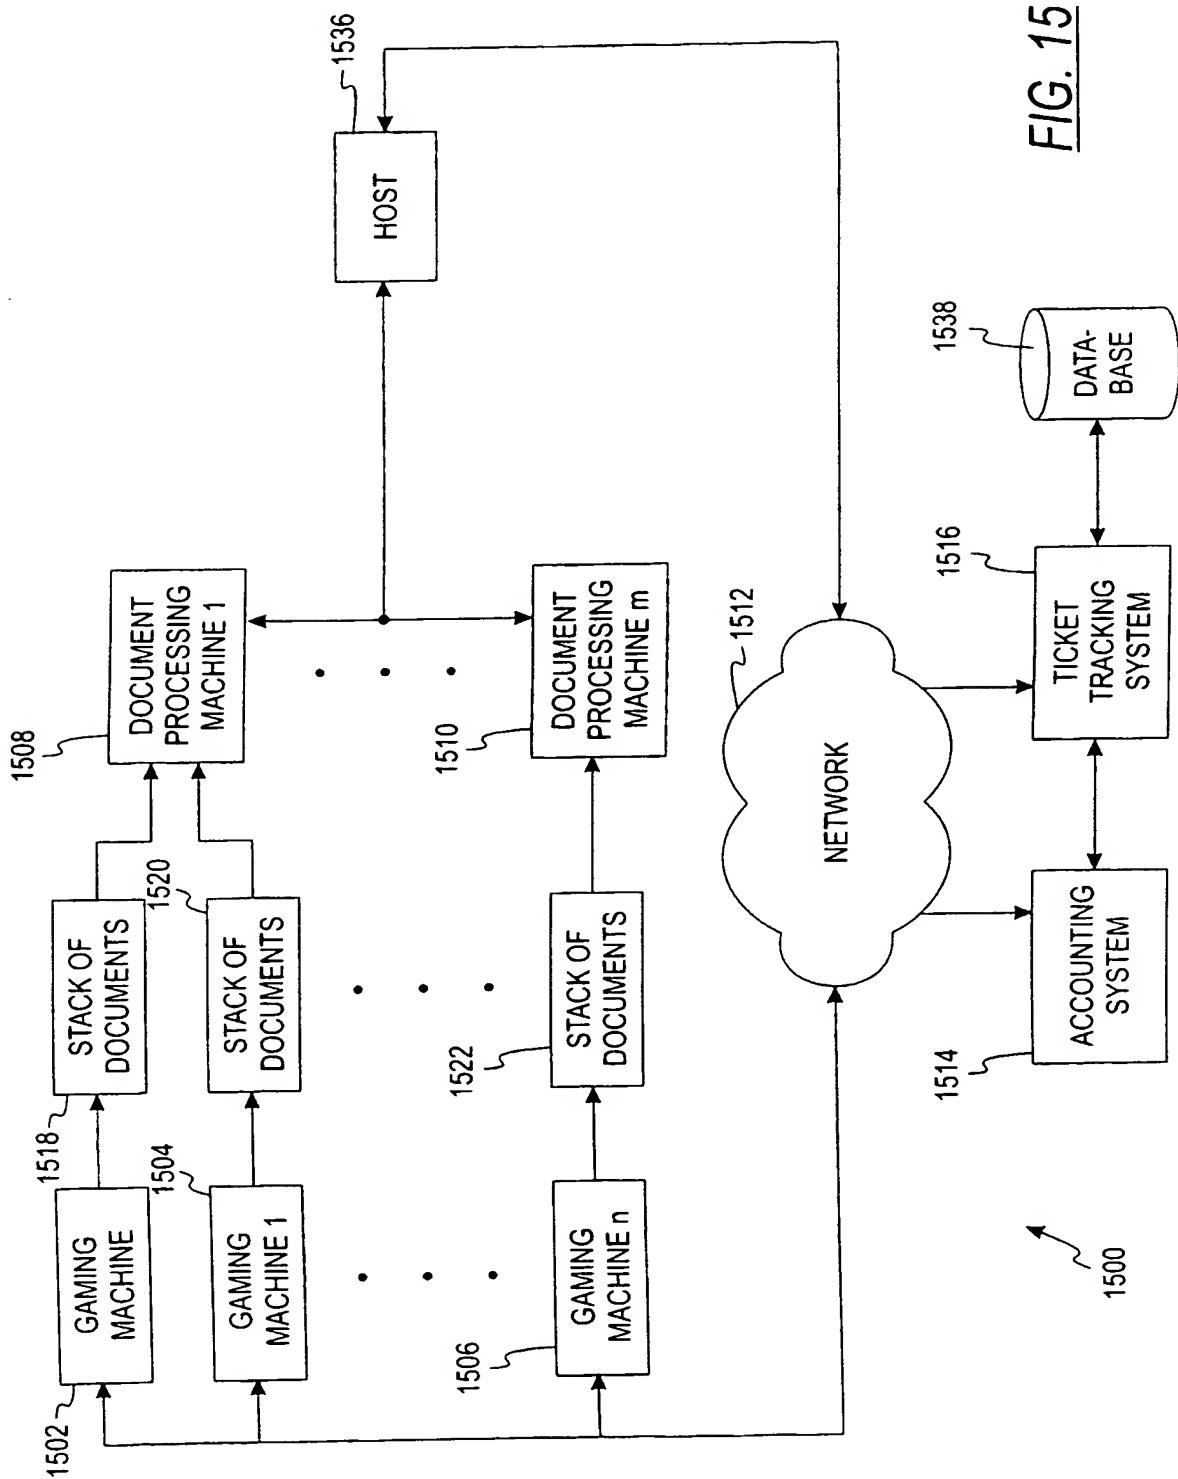 1502
GAMING
MACHINE
1518
STACK OF
DOCUMENTS
1508
DOCUMENT
PROCESSING
MACHINE 1
1504
GAMING
MACHINE 1
1520
STACK OF
DOCUMENTS
1536
HOST
1506
GAMING
MACHINE n
1522
STACK OF
DOCUMENTS
1510
DOCUMENT
PROCESSING
MACHINE m
1512
NETWORK
1514
ACCOUNTING
SYSTEM
1516
TICKET
TRACKING
SYSTEM
1538
DATA-
BASE
1500
FIG. 15